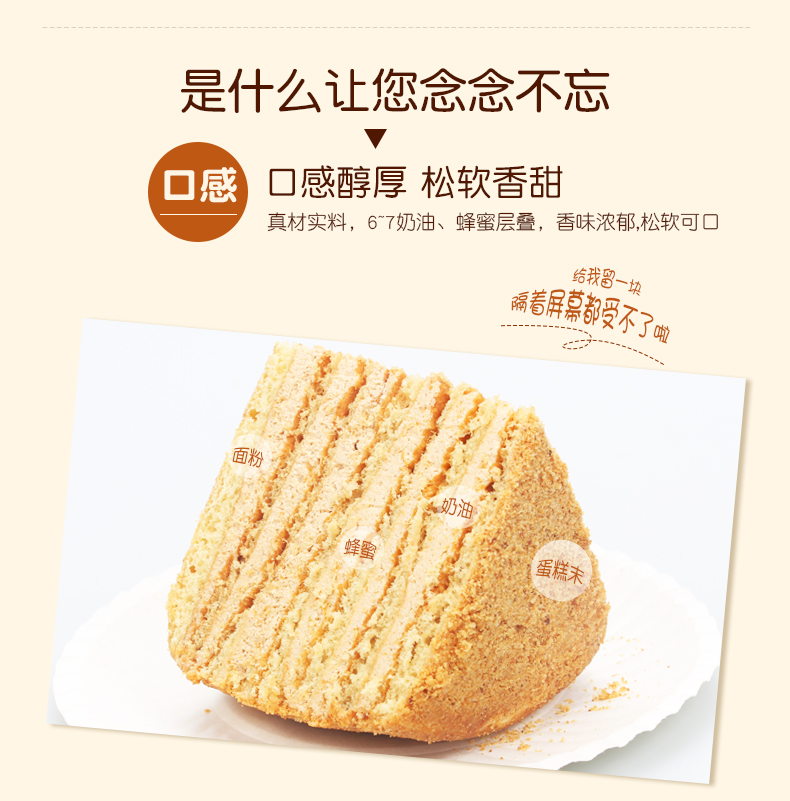 是什么让您念念不忘
口感
口感醇厚 松软香甜
真材实料，6~7奶油、蜂蜜层叠，香味浓郁,松软可口
给我留一块
隔着屏幕都受不了啦
面粉
奶油
蜂蜜
蛋糕末